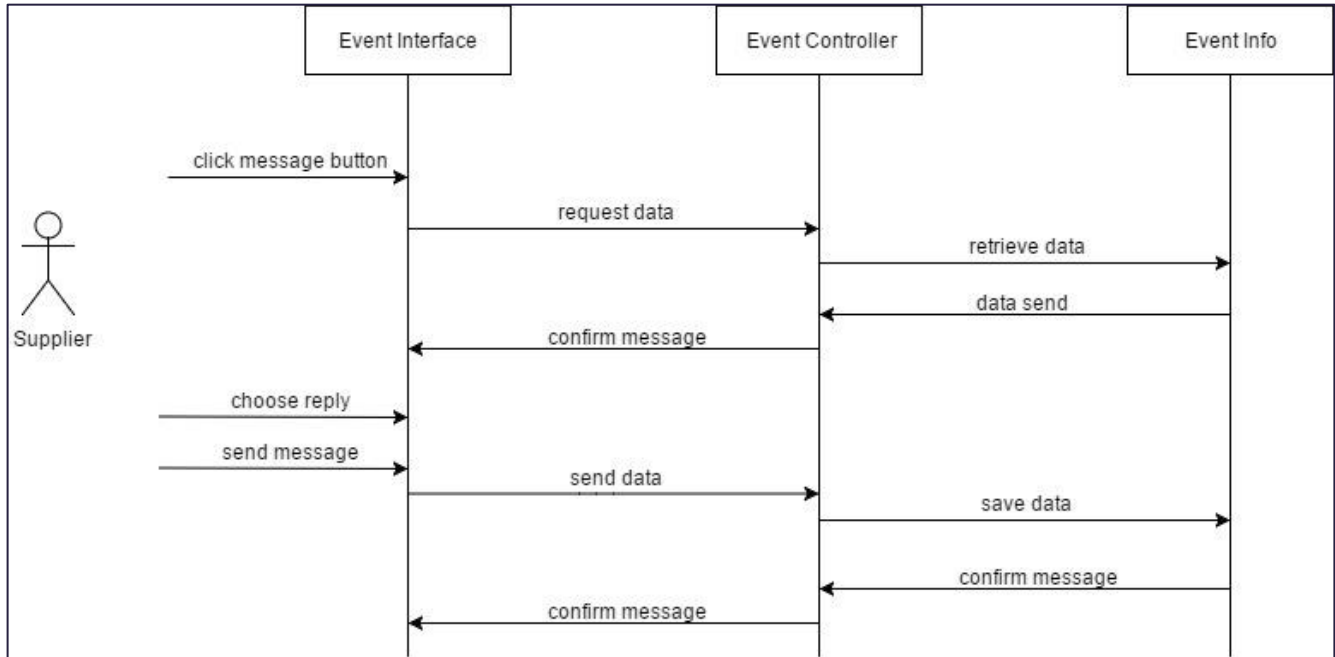 Event Interface
Event Controller
Event Info
click message button
request data
retrieve data
data send
Supplier
confirm message
choose reply
send message
send data
save data
confirm message
confirm message